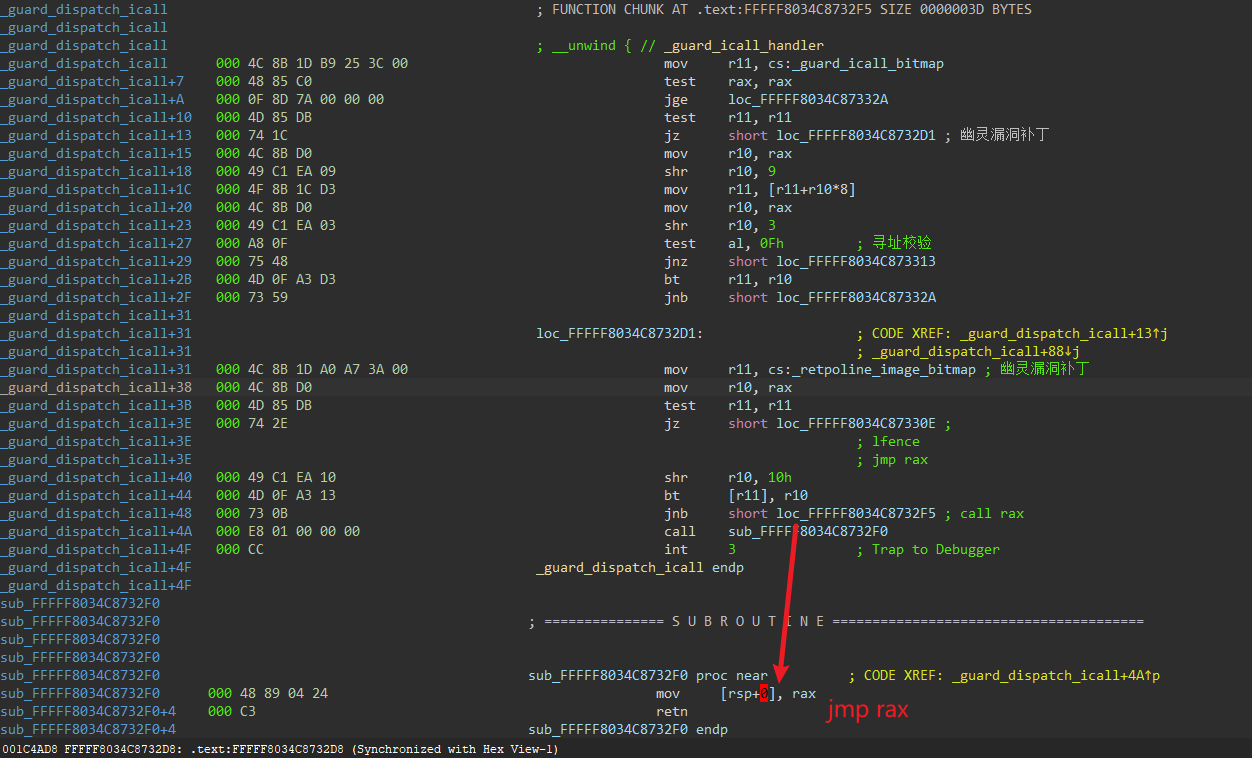 _guard_dispatch_icall ; FUNCTION CHUNK AT .text:FFFFF8034C8732F5 SIZE 0000003D BYTES
_guard_dispatch_icall
_guard_dispatch_icall ; __unwind { // _guard_icall_handler
_guard_dispatch_icall 000 4C 8B 1D B9 25 3C 00 mov r11, cs:_guard_icall_bitmap
_guard_dispatch_icall+7 000 48 85 C0 test rax, rax
_guard_dispatch_icall+A 000 0F 8D 7A 00 00 00 jge loc_FFFFF8034C87332A
_guard_dispatch_icall+10 000 4D 85 DB test r11, r11
_guard_dispatch_icall+13 000 74 1C jz short loc_FFFFF8034C8732D1 ; 幽灵漏洞补丁
_guard_dispatch_icall+15 000 4C 8B D0 mov r10, rax
_guard_dispatch_icall+18 000 49 C1 EA 09 shr r10, 9
_guard_dispatch_icall+1C 000 4F 8B 1C D3 mov r11, [r11+r10*8]
_guard_dispatch_icall+20 000 4C 8B D0 mov r10, rax
_guard_dispatch_icall+23 000 49 C1 EA 03 shr r10, 3
_guard_dispatch_icall+27 000 A8 0F test al, 0Fh ; 寻址校验
_guard_dispatch_icall+29 000 75 48 jnz short loc_FFFFF8034C873313
_guard_dispatch_icall+2B 000 4D 0F A3 D3 bt r11, r10
_guard_dispatch_icall+2F 000 73 59 jnb short loc_FFFFF8034C87332A
_guard_dispatch_icall+31
_guard_dispatch_icall+31 loc_FFFFF8034C8732D1: ; CODE XREF: _guard_dispatch_icall+13↑j
_guard_dispatch_icall+31 ; _guard_dispatch_icall+88↓j
_guard_dispatch_icall+31 000 4C 8B 1D A0 A7 3A 00 mov r11, cs:_retpoline_image_bitmap ; 幽灵漏洞补丁
_guard_dispatch_icall+38 000 4C 8B D0 mov r10, rax
_guard_dispatch_icall+3B 000 4D 85 DB test r11, r11
_guard_dispatch_icall+3E 000 74 2E jz short loc_FFFFF8034C87330E ;
_guard_dispatch_icall+3E ; lfence
_guard_dispatch_icall+3E ; jmp rax
_guard_dispatch_icall+40 000 49 C1 EA 10 shr r10, 10h
_guard_dispatch_icall+44 000 4D 0F A3 13 bt [r11], r10
_guard_dispatch_icall+48 000 73 0B jnb short loc_FFFFF8034C8732F5 ; call rax
_guard_dispatch_icall+4A 000 E8 01 00 00 00 call sub_FFFFF8034C8732F0
_guard_dispatch_icall+4F 000 CC int 3 ; Trap to Debugger
_guard_dispatch_icall+4F _guard_dispatch_icall endp
_guard_dispatch_icall+4F
sub_FFFFF8034C8732F0
sub_FFFFF8034C8732F0 ; =============== S U B R O U T I N E =======================================
sub_FFFFF8034C8732F0
sub_FFFFF8034C8732F0
sub_FFFFF8034C8732F0 sub_FFFFF8034C8732F0 proc near ; CODE XREF: _guard_dispatch_icall+4A↑p
sub_FFFFF8034C8732F0 000 48 89 04 24 mov [rsp+0], rax
sub_FFFFF8034C8732F0+4 000 C3 retn
jmp rax
sub_FFFFF8034C8732F0+4 sub_FFFFF8034C8732F0 endp
001C4AD8 FFFFF8034C8732D8: .text:FFFFF8034C8732D8 (Synchronized with Hex View-1)